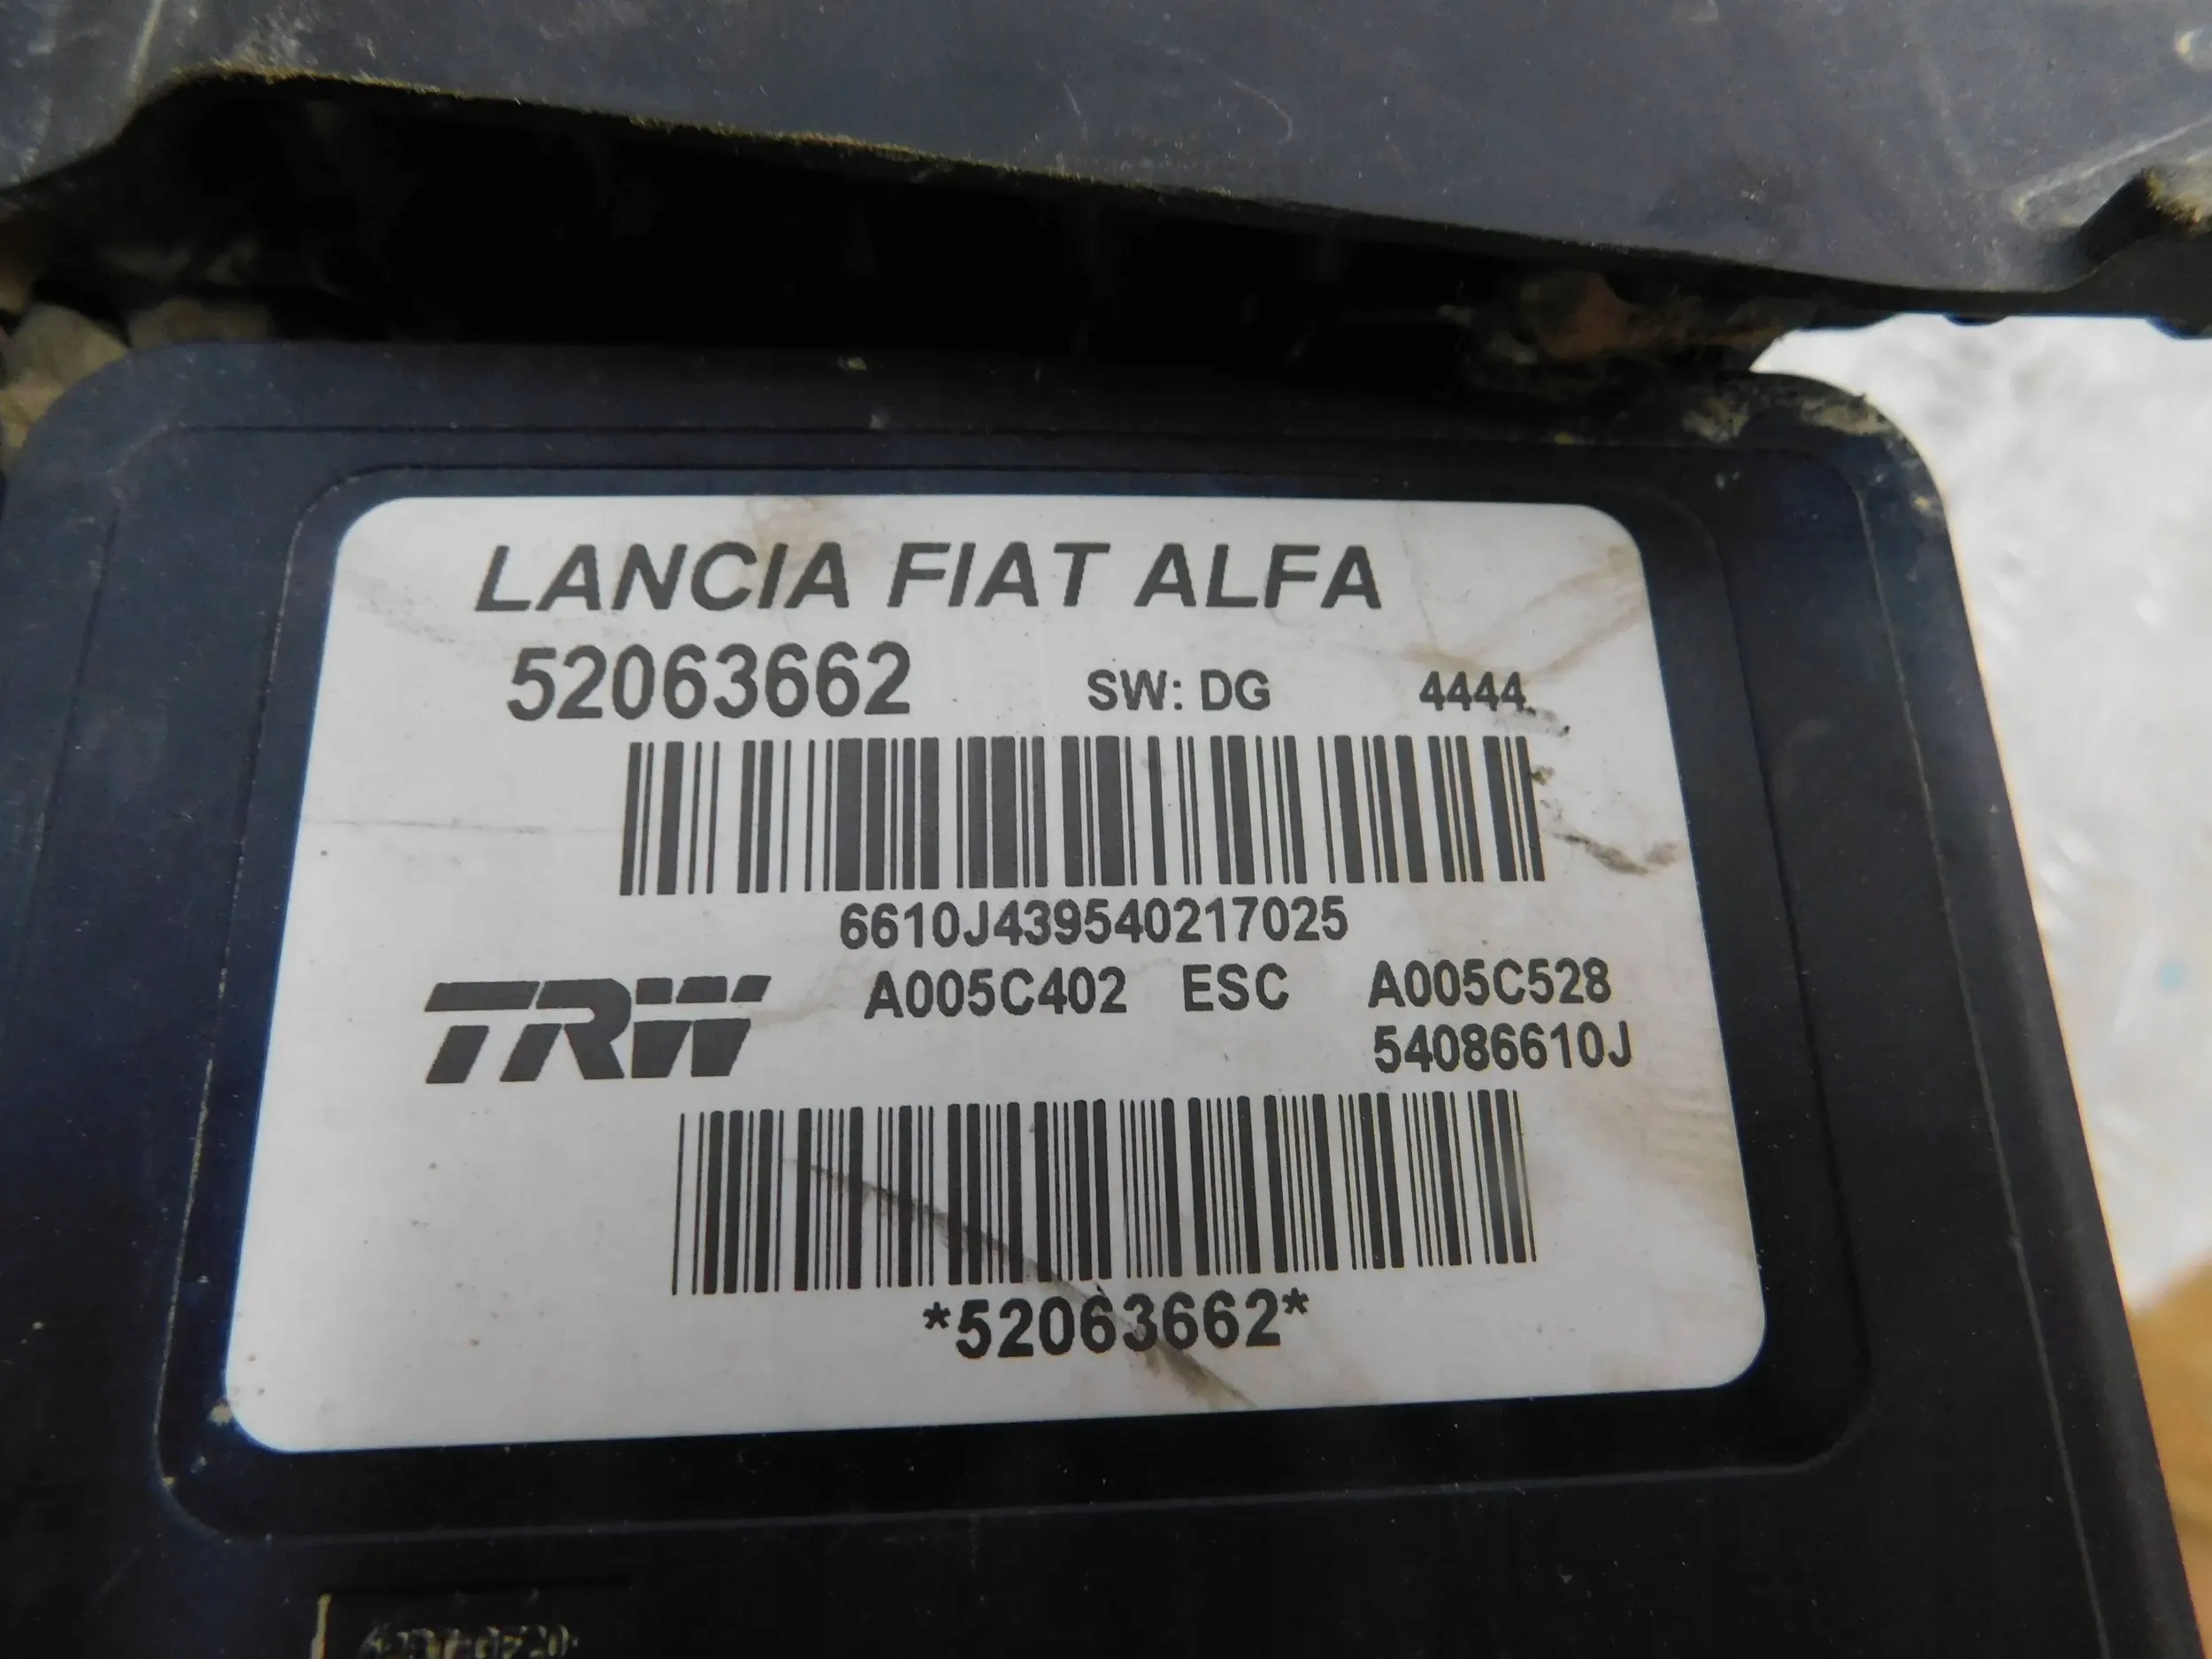 LANCIA FIAT ALFA
52063662 SW: DG 4444
6610J439540217025
TRW A005C402 ESC A005C528
54086610J
*52063662*